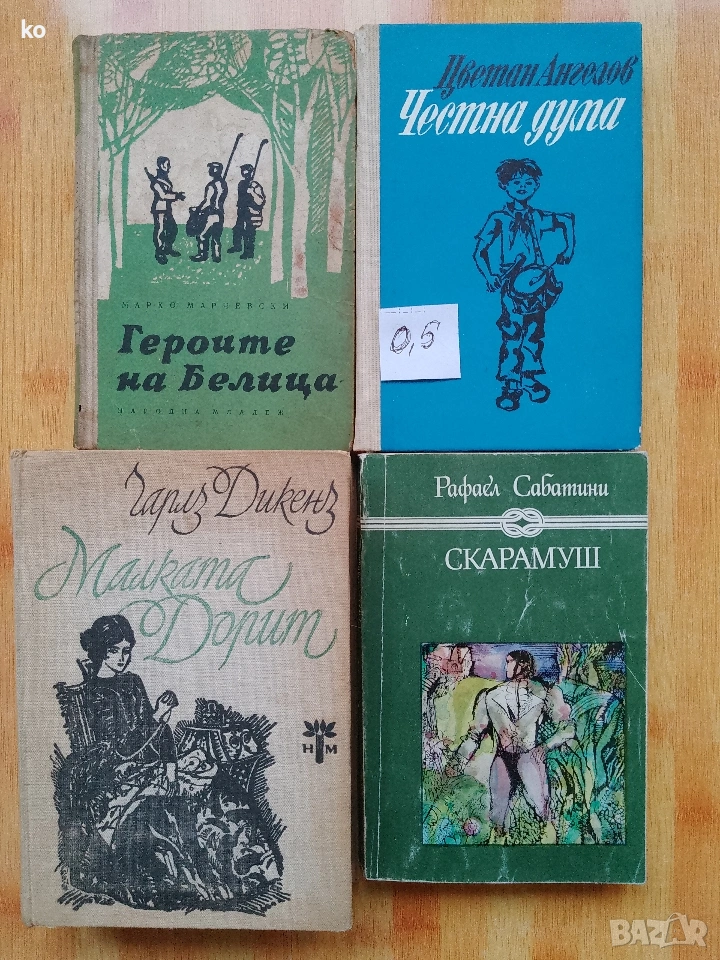 ko
МАРКО МАРЧЕВСКИ
Героите
на Белица
НАРОДНА МЛАДЕЖ
Цветан Ангелов
Честна дума
0,5
Чарлз Дикенз
Малката
Дорит
НМ
Рафаел Сабатини
СКАРАМУШ
BAZAR